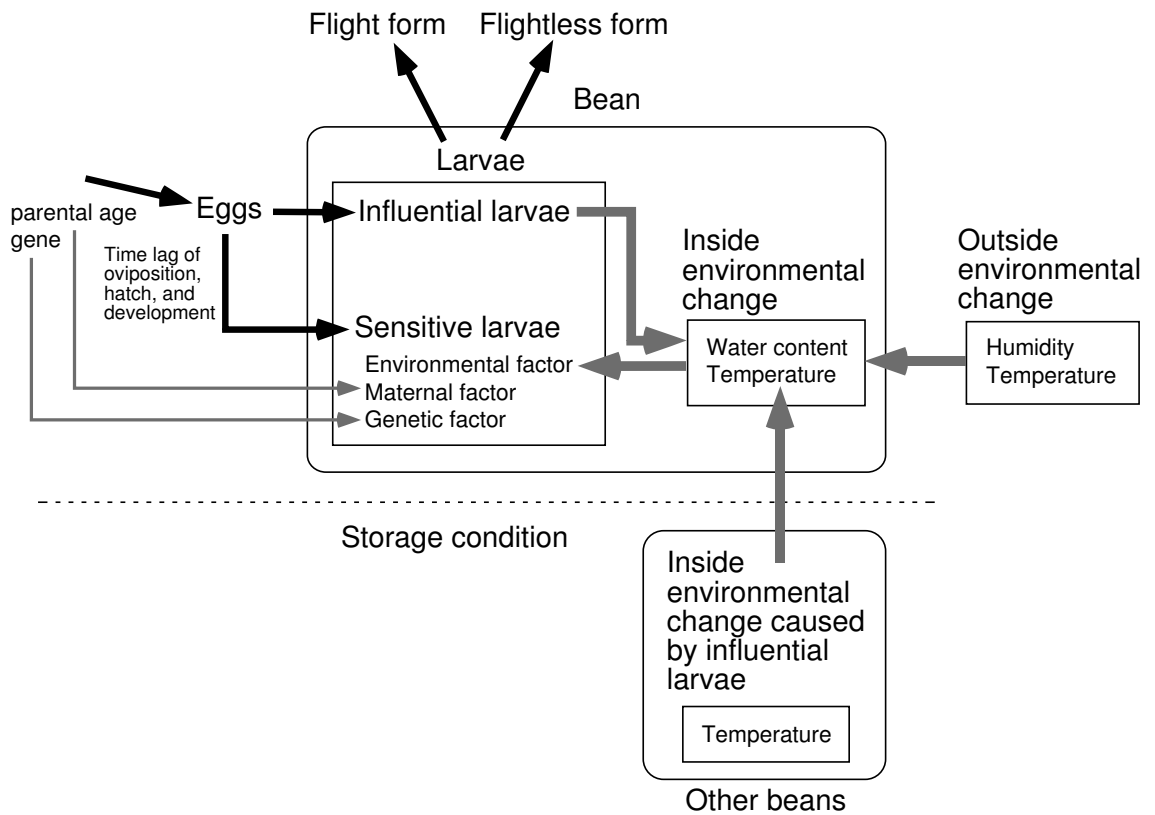 Flight form
Flightless form
Bean
Larvae
parental age
gene
Eggs
Time lag of
oviposition,
hatch, and
development
Influential larvae
Sensitive larvae
Environmental factor
Maternal factor
Genetic factor
Inside
environmental
change
Water content
Temperature
Outside
environmental
change
Humidity
Temperature
Storage condition
Inside
environmental
change caused
by influential
larvae
Temperature
Other beans